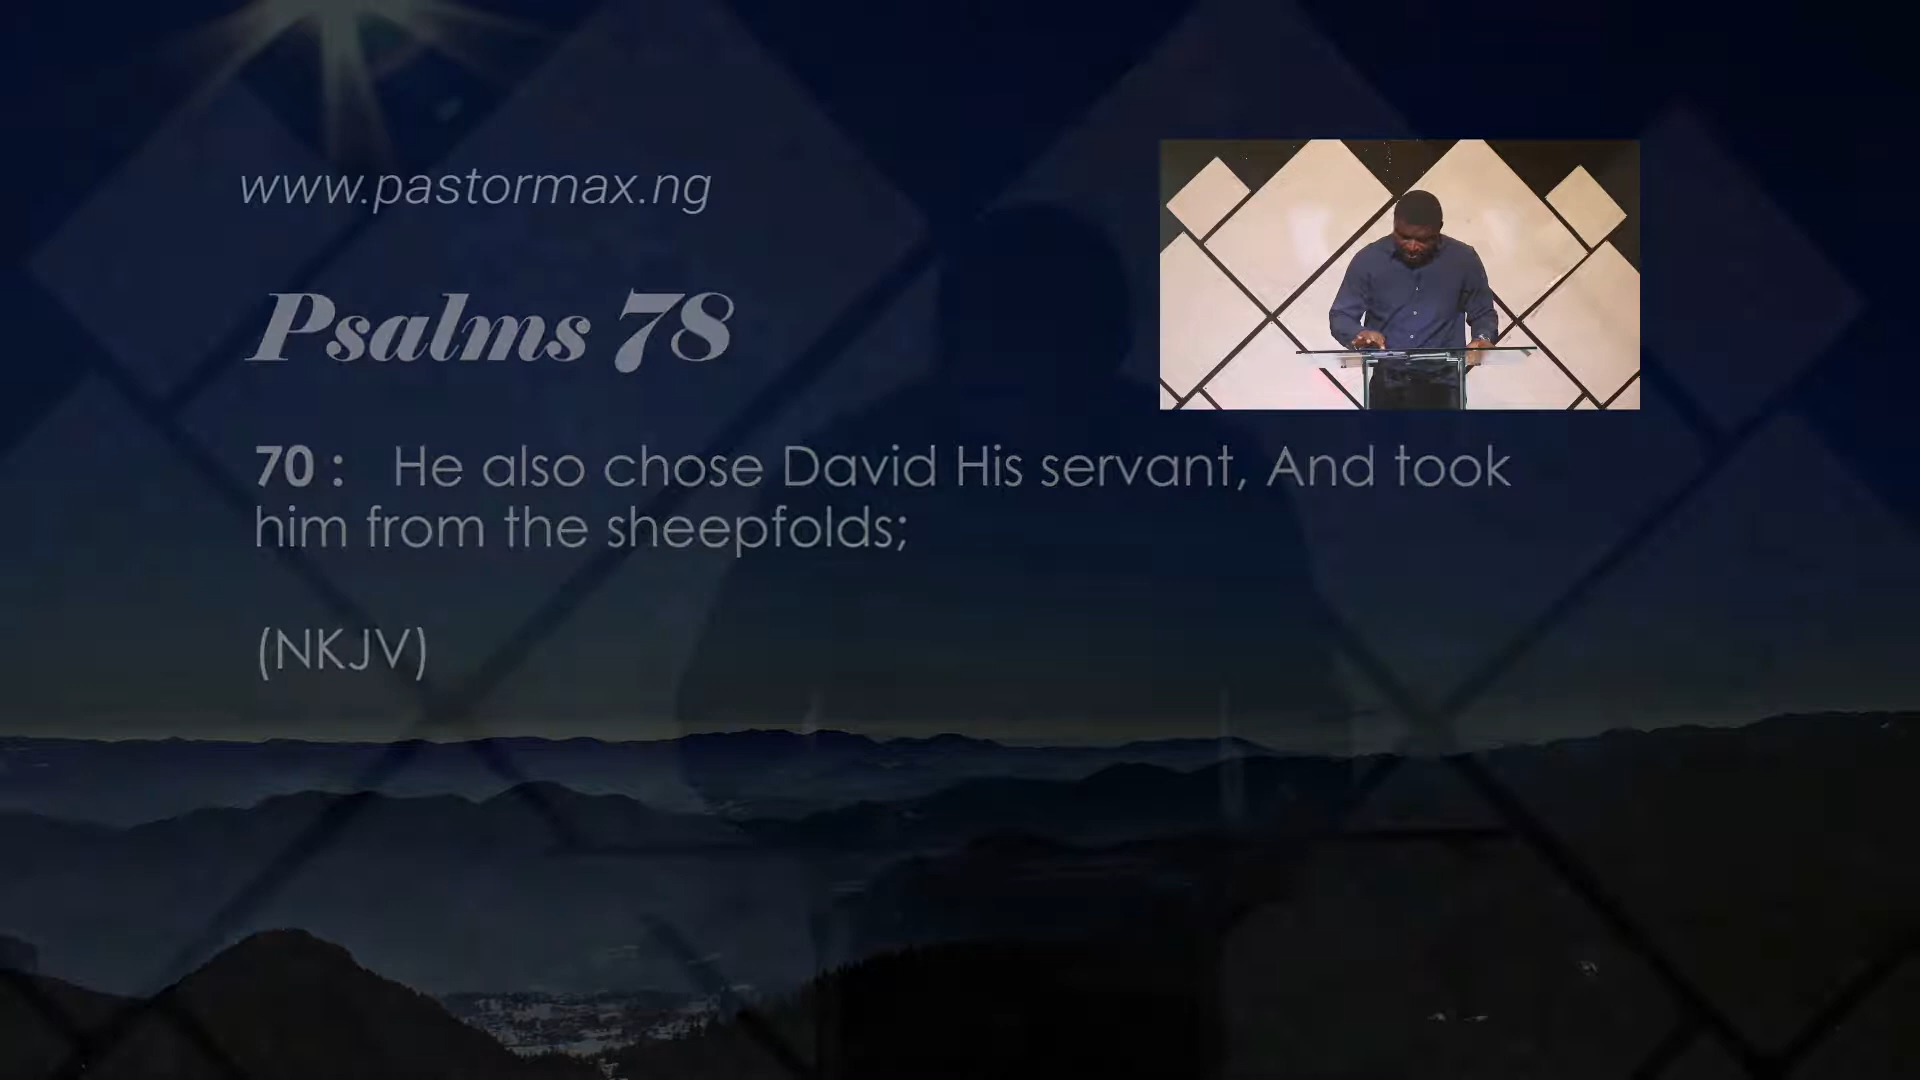 www.pastormax.ng
Psalms 78
70 : He also chose David His servant, And took
him from the sheepfolds;
(NKJV)